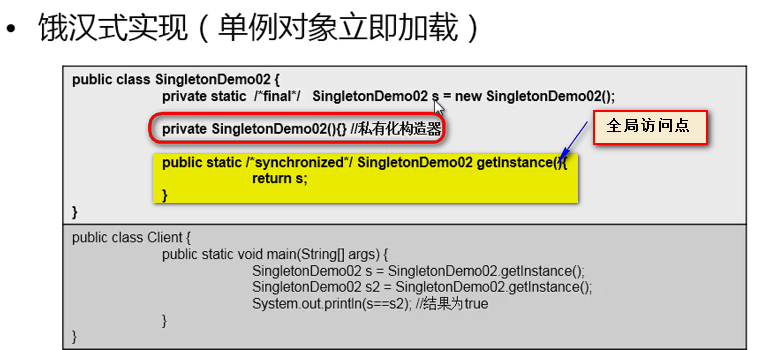 • 饿汉式实现（单例对象立即加载）
public class SingletonDemo02 {
private static /*final*/ SingletonDemo02 s = new SingletonDemo02();
private SingletonDemo02(){} //私有化构造器
全局访问点
public static /*synchronized*/ SingletonDemo02 getInstance(){
return s;
}
}
public class Client {
public static void main(String[] args) {
SingletonDemo02 s = SingletonDemo02.getInstance();
SingletonDemo02 s2 = SingletonDemo02.getInstance();
System.out.println(s==s2); //结果为true
}
}